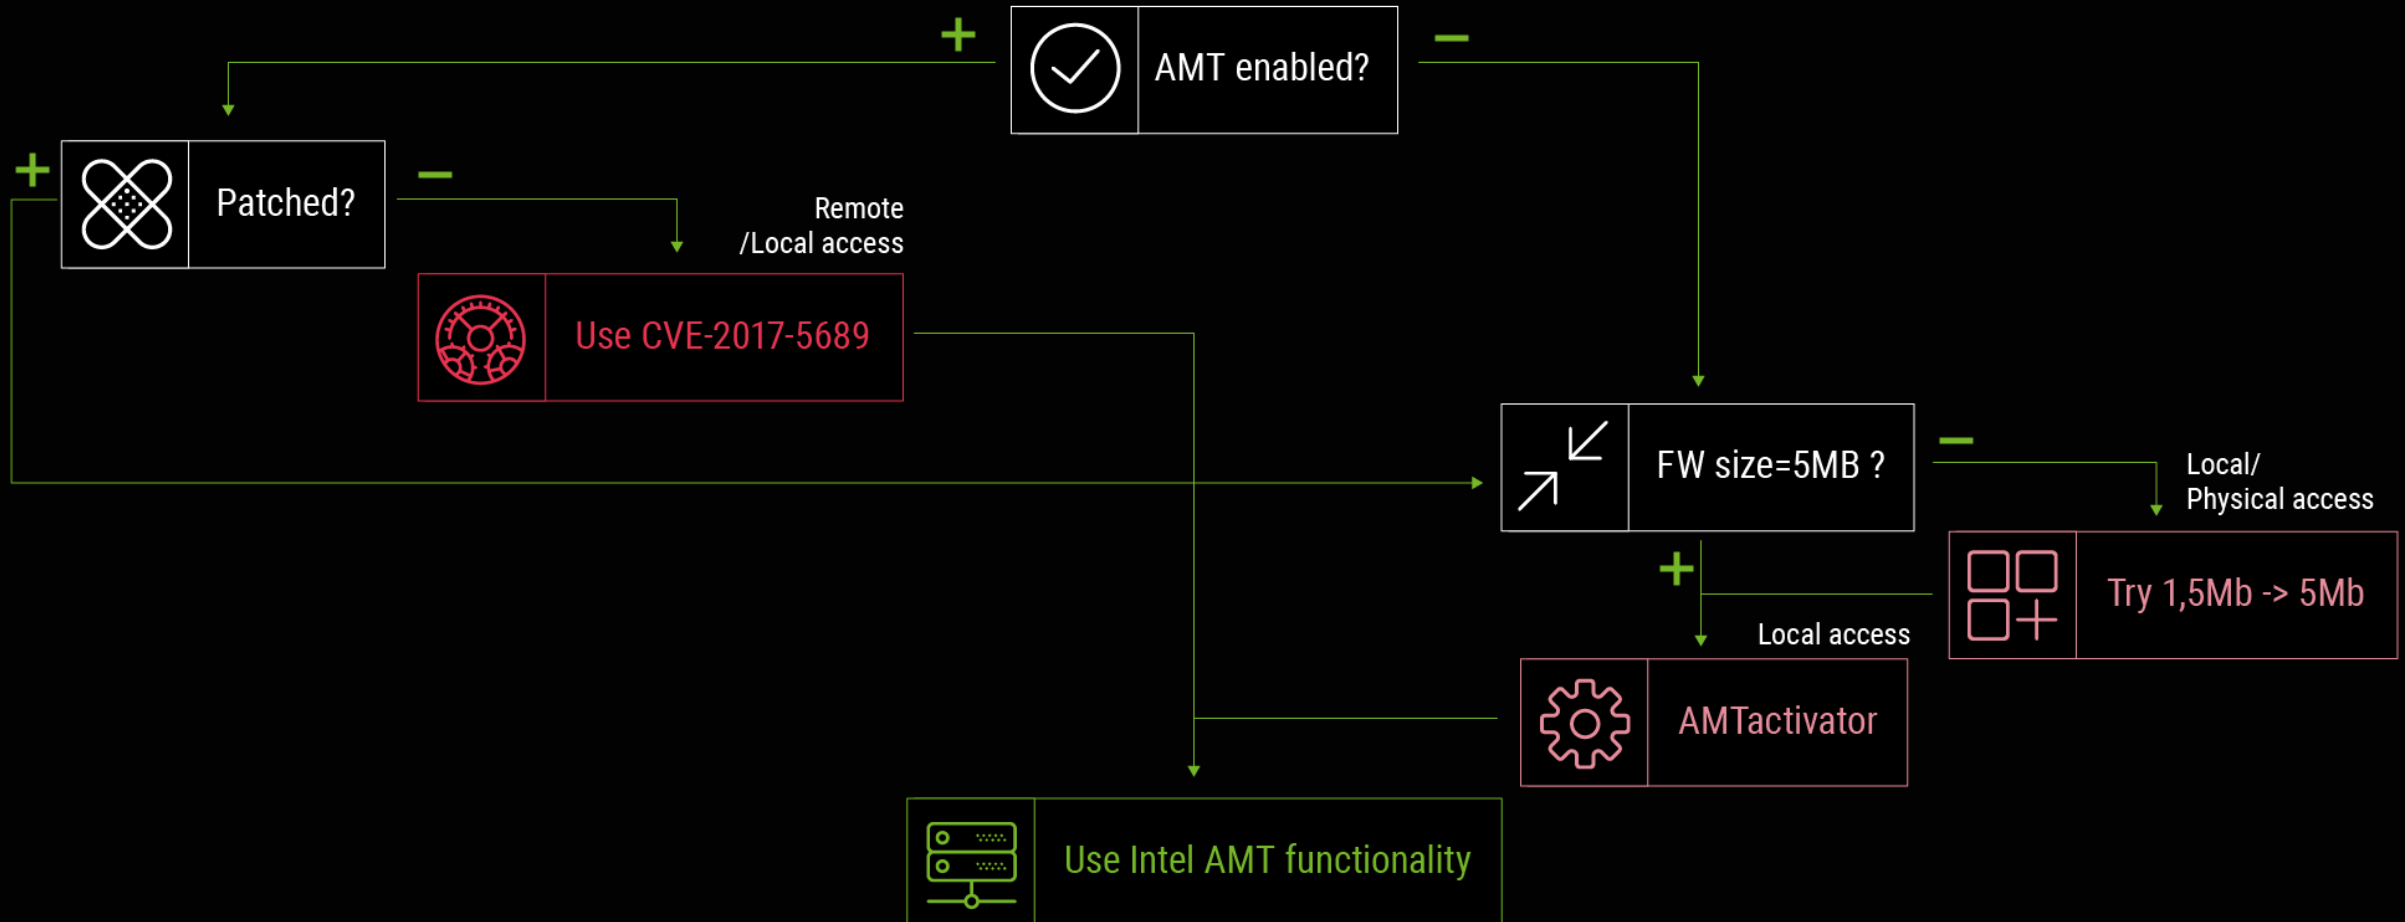 AMT enabled?
Patched?
Remote
/Local access
Use CVE-2017-5689
FW size=5MB ?
Local/
Physical access
Try 1,5Mb -> 5Mb
Local access
AMTactivator
Use Intel AMT functionality